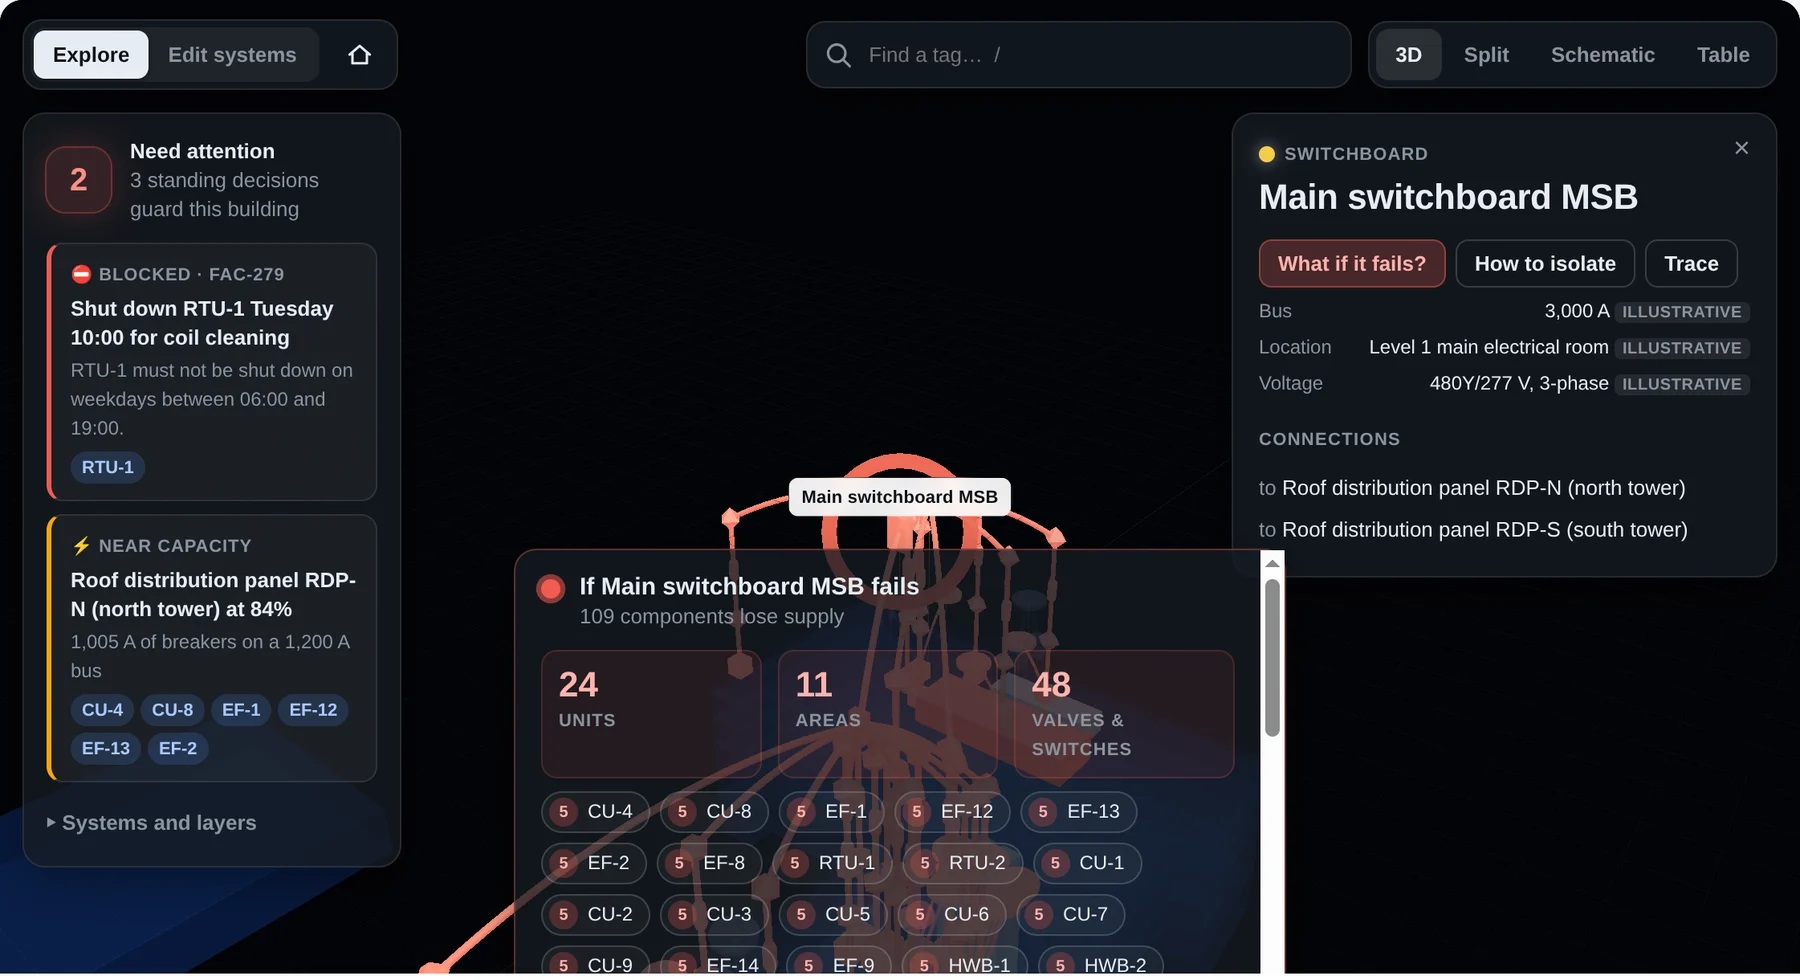 Explore
Edit systems
Find a tag... /
3D
Split
Schematic
Table
2
Need attention
3 standing decisions
guard this building
BLOCKED · FAC-279
Shut down RTU-1 Tuesday
10:00 for coil cleaning
RTU-1 must not be shut down on
weekdays between 06:00 and
19:00.
RTU-1
NEAR CAPACITY
Roof distribution panel RDP-
N (north tower) at 84%
1,005 A of breakers on a 1,200 A
bus
CU-4 CU-8 EF-1 EF-12
EF-13 EF-2
Systems and layers
SWITCHBOARD
Main switchboard MSB
What if it fails?
How to isolate
Trace
Bus 3,000 A ILLUSTRATIVE
Location Level 1 main electrical room ILLUSTRATIVE
Voltage 480Y/277 V, 3-phase ILLUSTRATIVE
CONNECTIONS
to Roof distribution panel RDP-N (north tower)
to Roof distribution panel RDP-S (south tower)
Main switchboard MSB
If Main switchboard MSB fails
109 components lose supply
24
UNITS
11
AREAS
48
VALVES &
SWITCHES
5 CU-4 5 CU-8 5 EF-1 5 EF-12 5 EF-13
5 EF-2 5 EF-8 5 RTU-1 5 RTU-2 5 CU-1
5 CU-2 5 CU-3 5 CU-5 5 CU-6 5 CU-7
5 CU-9 5 EF-14 5 EF-9 5 HWB-1 5 HWB-2